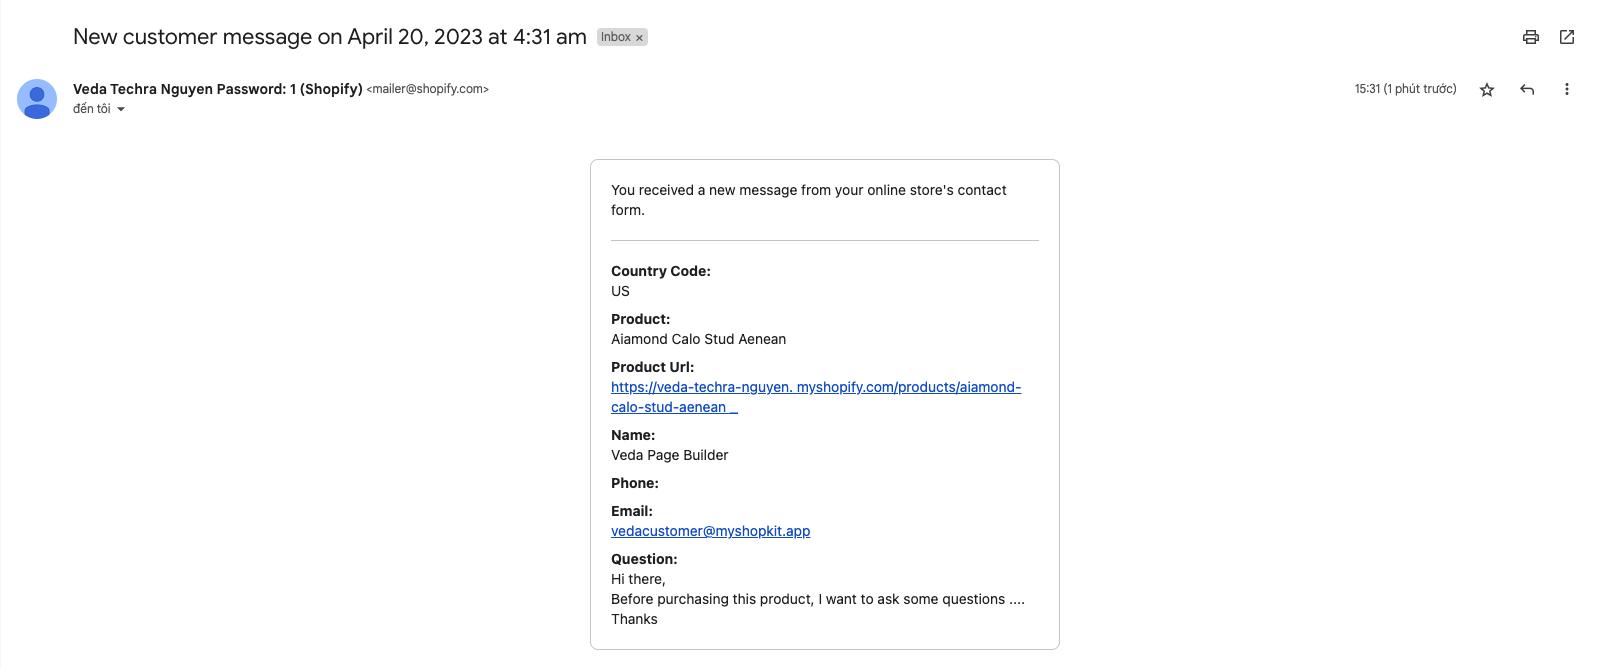 New customer message on April 20, 2023 at 4:31 am Inbox ×
Veda Techra Nguyen Password: 1 (Shopify) <mailer@shopify.com>
15:31 (1 phút trước)
đến tôi
You received a new message from your online store's contact
form.
Country Code:
US
Product:
Aiamond Calo Stud Aenean
Product Url:
https://veda-techra-nguyen. myshopify.com/products/aiamond-
calo-stud-aenean _
Name:
Veda Page Builder
Phone:
Email:
vedacustomer@myshopkit.app
Question:
Hi there,
Before purchasing this product, I want to ask some questions ....
Thanks